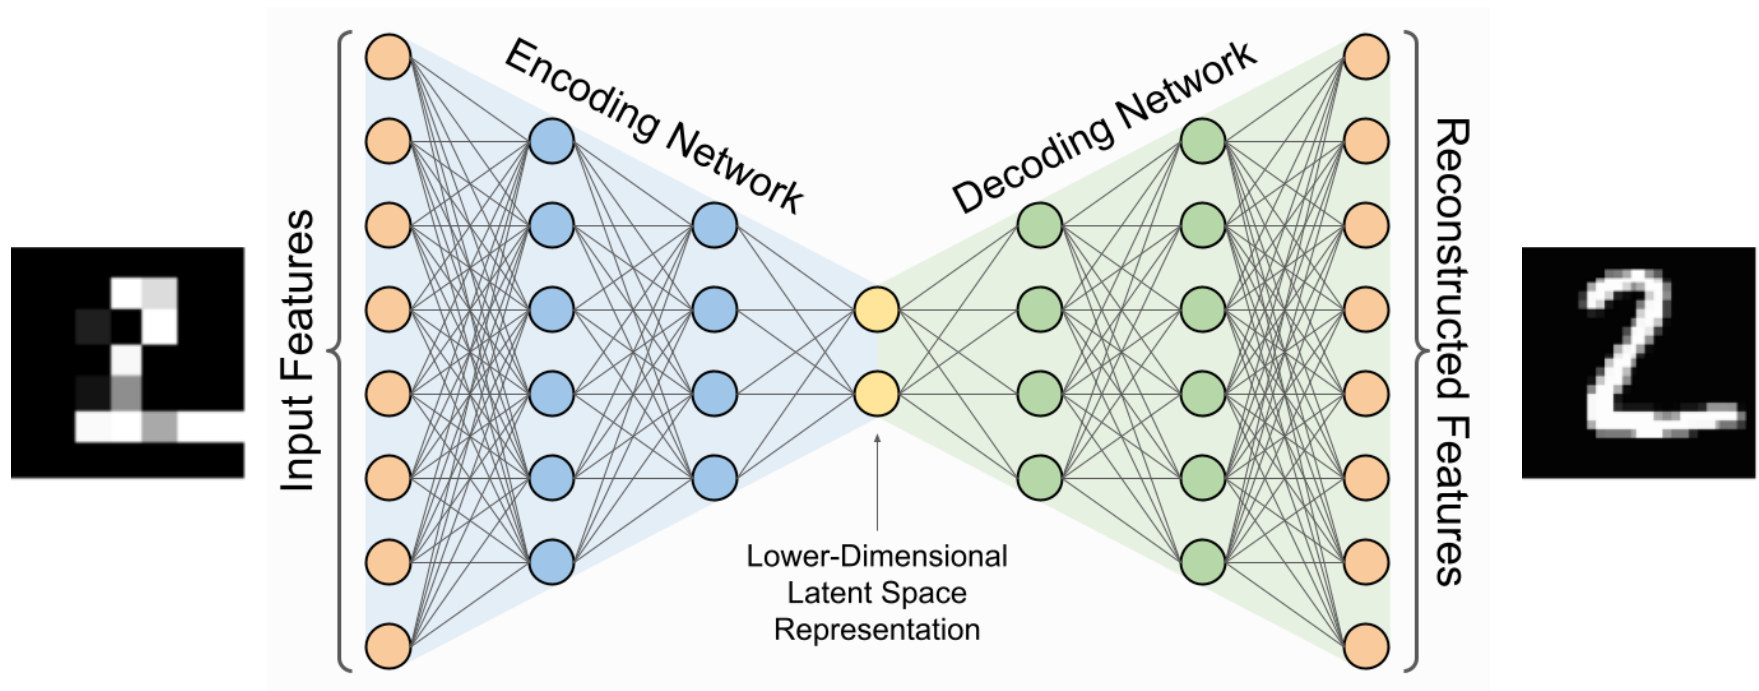 Input Features
Encoding Network
Lower-Dimensional
Latent Space
Representation
Decoding Network
Reconstructed Features